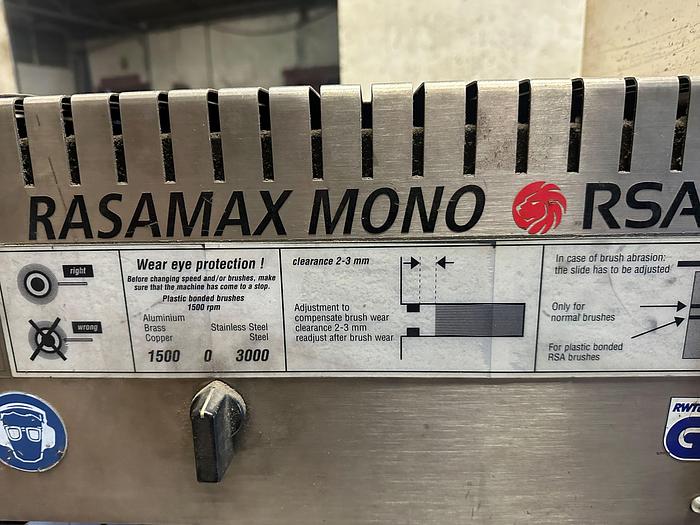 RASAMAX MONO RSA
right
wrong
Wear eye protection !
Before changing speed and/or brushes, make
sure that the machine has come to a stop.
Plastic bonded brushes
1500 rpm
Aluminium
Brass
Copper
Stainless Steel
Steel
1500 0 3000
clearance 2-3 mm
Adjustment to
compensate brush wear
clearance 2-3 mm
readjust after brush wear
In case of brush abrasion:
the slide has to be adjusted
Only for
normal brushes
For plastic bonded
RSA brushes